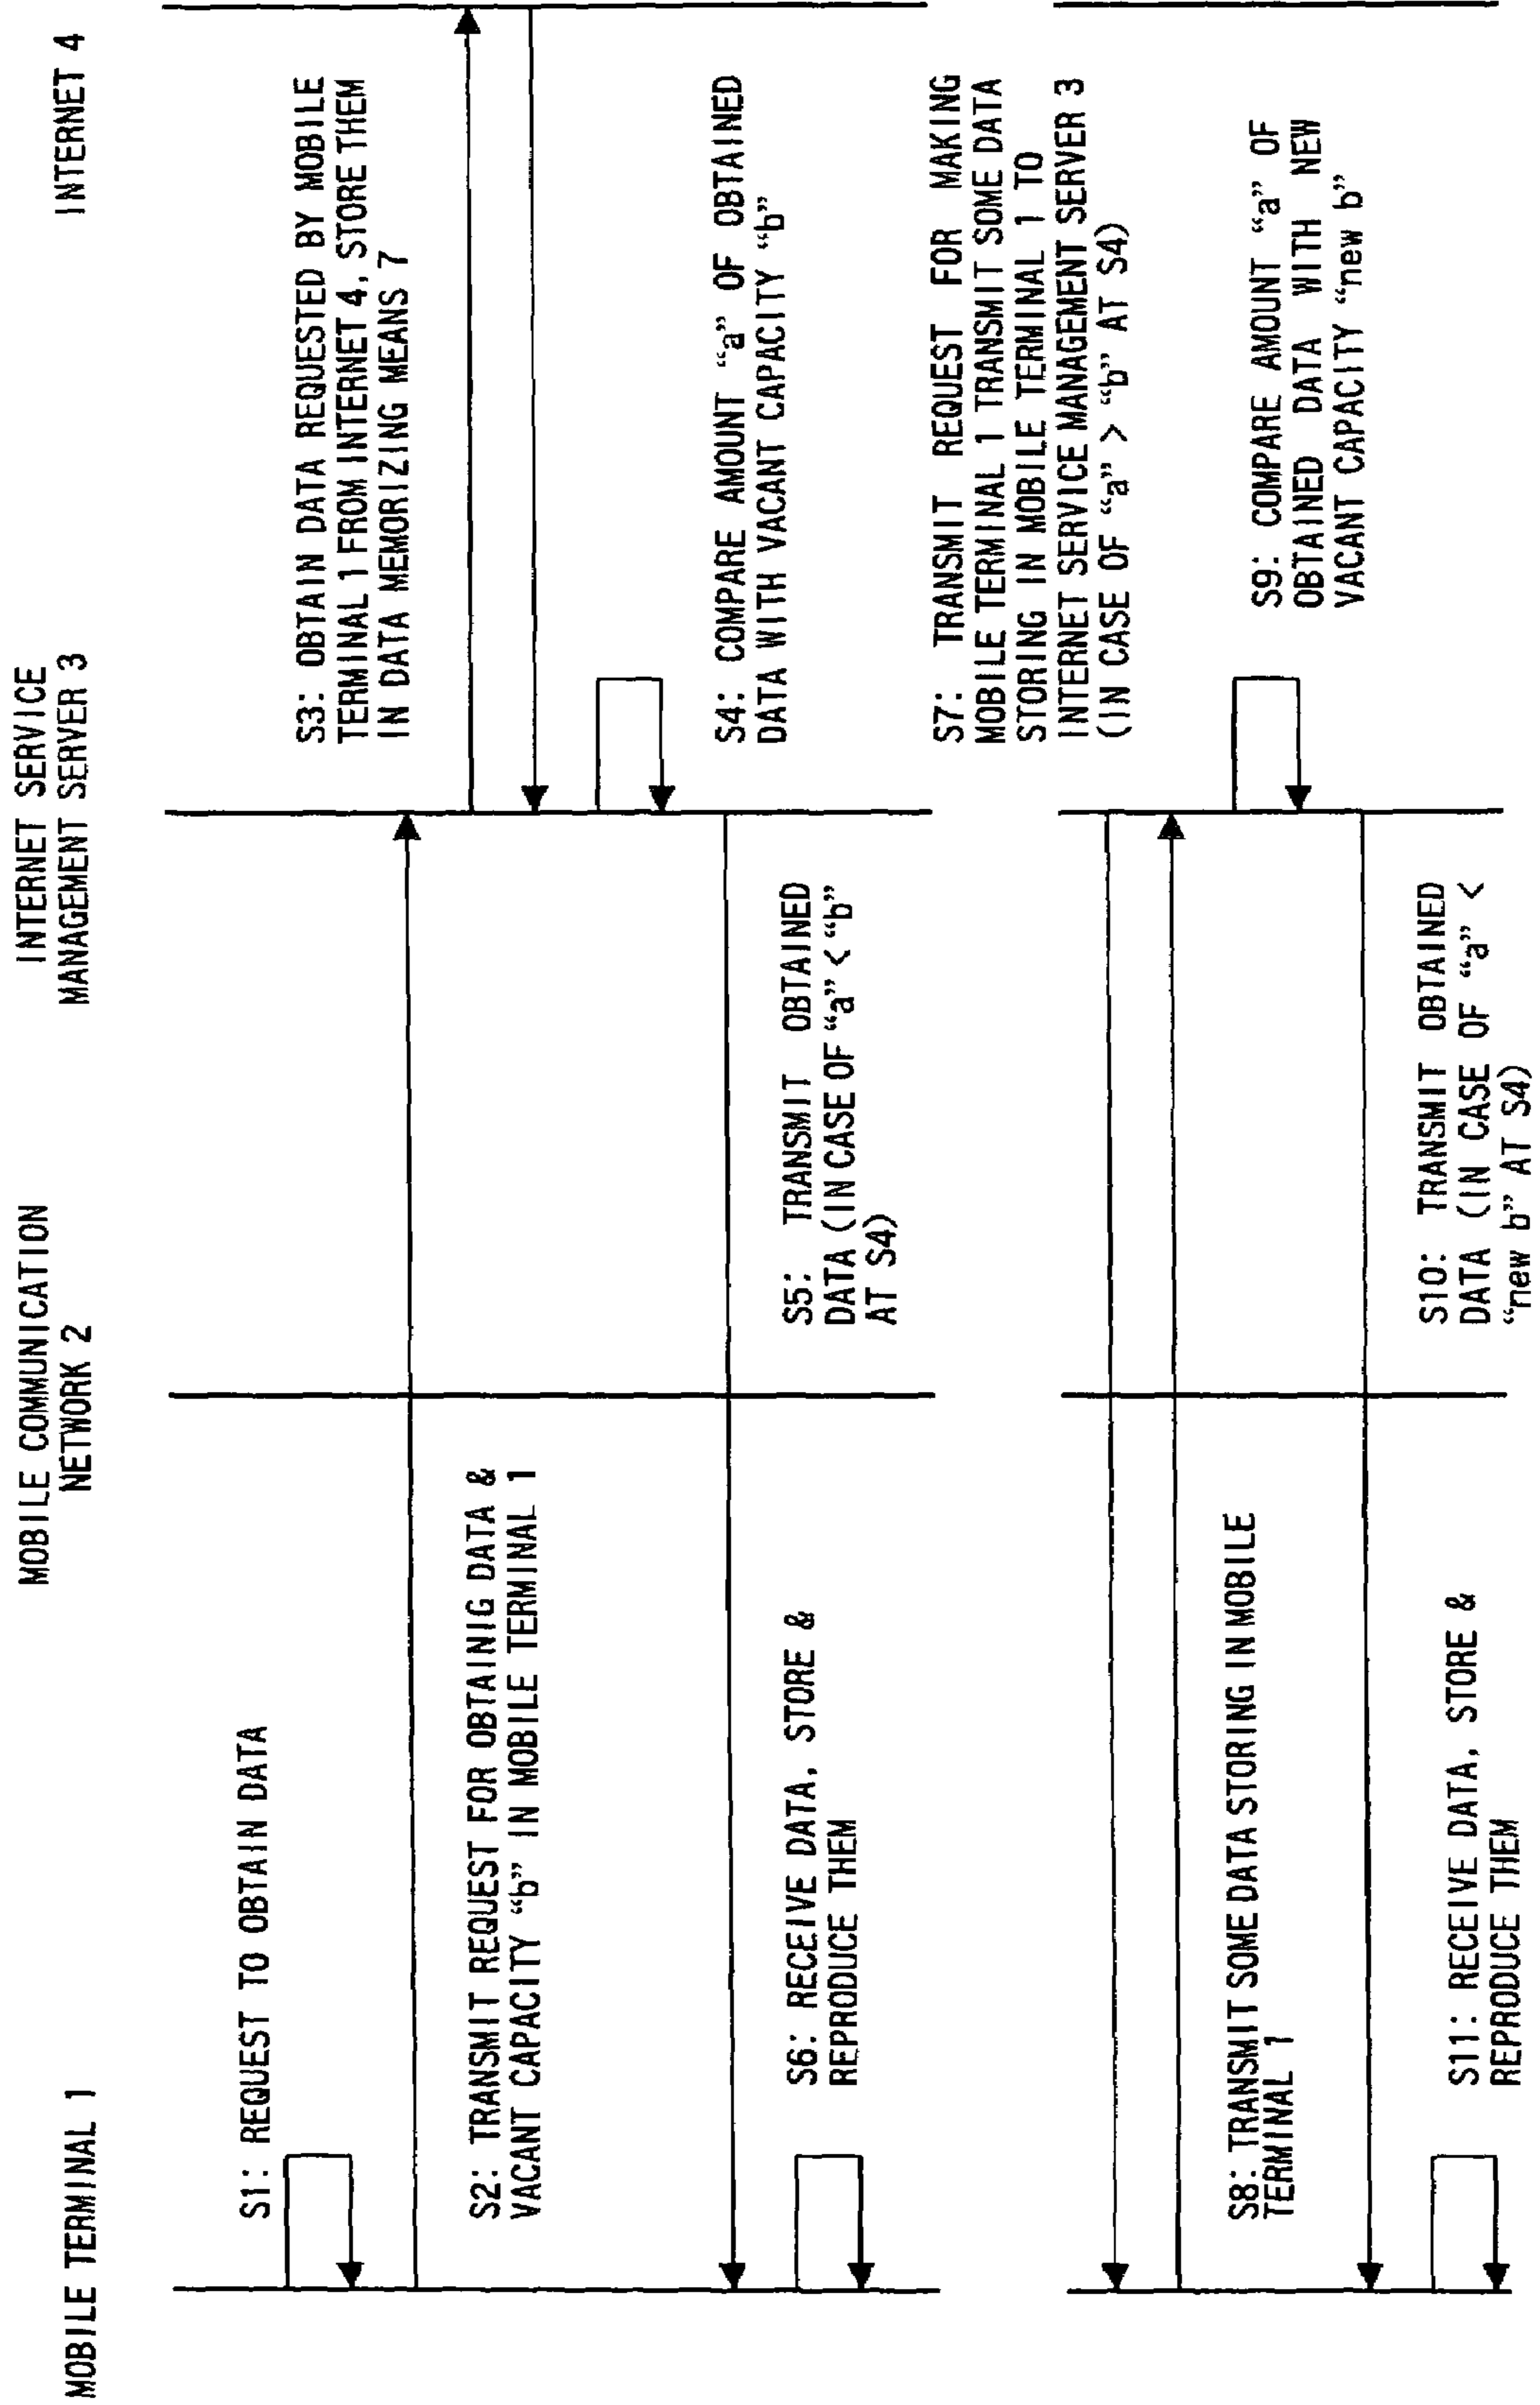 MOBILE TERMINAL 1
MOBILE COMMUNICATION
NETWORK 2
INTERNET SERVICE
MANAGEMENT SERVER 3
INTERNET 4
S1: REQUEST TO OBTAIN DATA
S2: TRANSMIT REQUEST FOR OBTAINIG DATA &
VACANT CAPACITY “b” IN MOBILE TERMINAL 1
S3: OBTAIN DATA REQUESTED BY MOBILE
TERMINAL 1 FROM INTERNET 4, STORE THEM
IN DATA MEMORIZING MEANS 7
S4: COMPARE AMOUNT “a” OF OBTAINED
DATA WITH VACANT CAPACITY “b”
S5: TRANSMIT OBTAINED
DATA (IN CASE OF “a” < “b”
AT S4)
S6: RECEIVE DATA, STORE &
REPRODUCE THEM
S7: TRANSMIT REQUEST FOR MAKING
MOBILE TERMINAL 1 TRANSMIT SOME DATA
STORING IN MOBILE TERMINAL 1 TO
INTERNET SERVICE MANAGEMENT SERVER 3
(IN CASE OF “a” > “b” AT S4)
S8: TRANSMIT SOME DATA STORING IN MOBILE
TERMINAL 1
S9: COMPARE AMOUNT “a” OF
OBTAINED DATA WITH NEW
VACANT CAPACITY “new b”
S10: TRANSMIT OBTAINED
DATA (IN CASE OF “a” <
“new b” AT S4)
S11: RECEIVE DATA, STORE &
REPRODUCE THEM